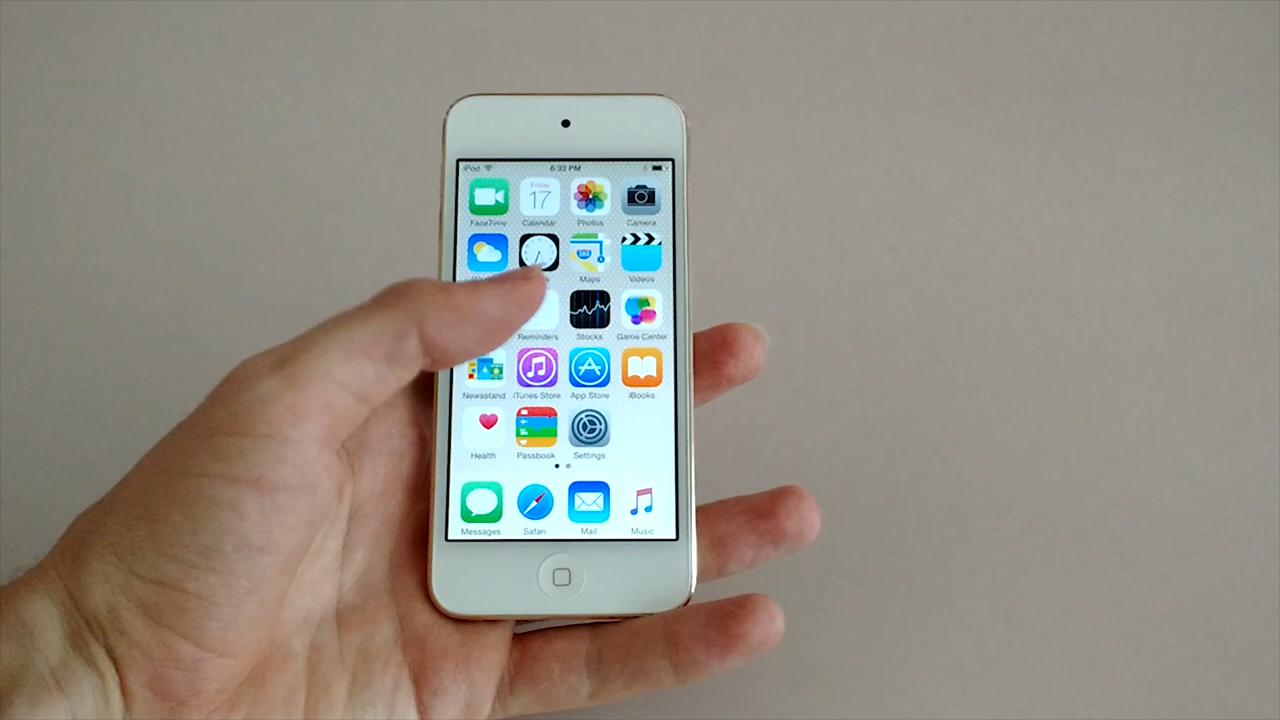 iPod 6:33 PM
Friday
17
FaceTime Calendar Photos Camera
280
Maps Videos
Reminders Stocks Game Center
Newsstand iTunes Store App Store iBooks
Health Passbook Settings
Messages Safari Mail Music